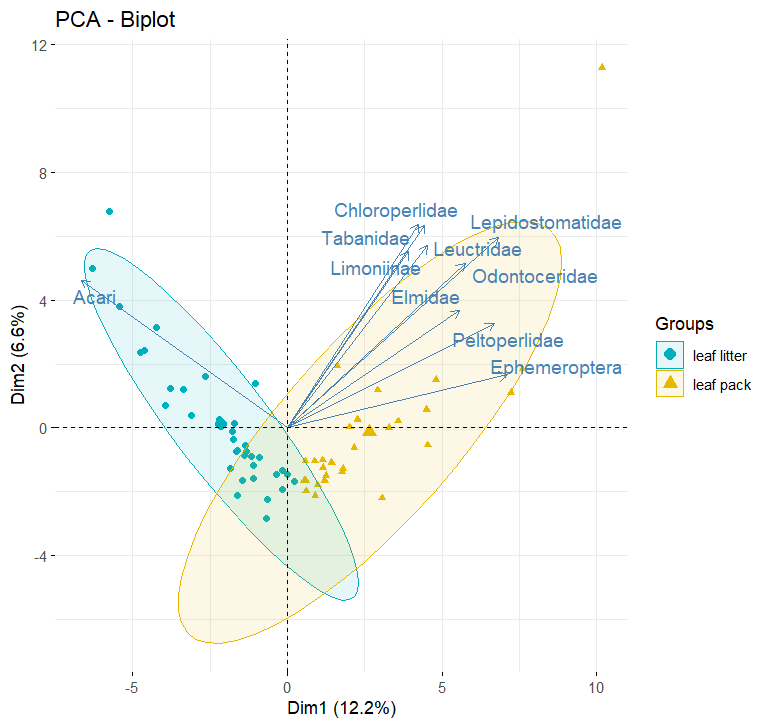 PCA - Biplot
12
8
4
0
-4
Dim2 (6.6%)
Chloroperlidae
Lepidostomatidae
Tabanidae
Leuctridae
Limoniinae
Odontoceridae
Acari
Elmidae
Peltoperlidae
Ephemeroptera
Groups
leaf litter
leaf pack
-5
0
5
10
Dim1 (12.2%)